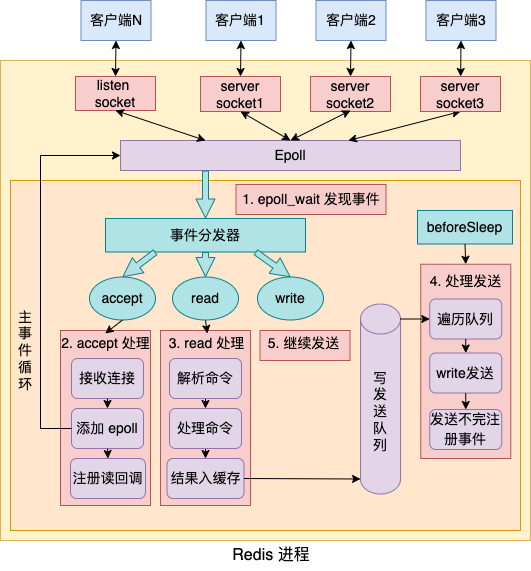 客户端N
客户端1
客户端2
客户端3
listen
socket
server
socket1
server
socket2
server
socket3
Epoll
1. epoll_wait 发现事件
事件分发器
beforeSleep
accept
read
write
4. 处理发送
遍历队列
write发送
发送不完注
册事件
主事件循环
2. accept 处理
接收连接
添加 epoll
注册读回调
3. read 处理
解析命令
处理命令
结果入缓存
5. 继续发送
写发送队列
Redis 进程